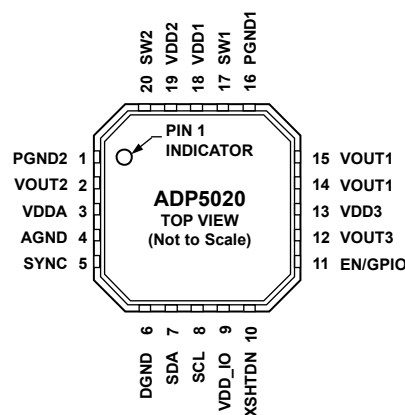 20 SW2
19 VDD2
18 VDD1
17 SW1
16 PGND1
PIN 1
INDICATOR
PGND2 1
VOUT2 2
VDDA 3
AGND 4
SYNC 5
ADP5020
TOP VIEW
(Not to Scale)
15 VOUT1
14 VOUT1
13 VDD3
12 VOUT3
11 EN/GPIO
DGND 6
SDA 7
SCL 8
VDD_IO 9
XSHTDN 10